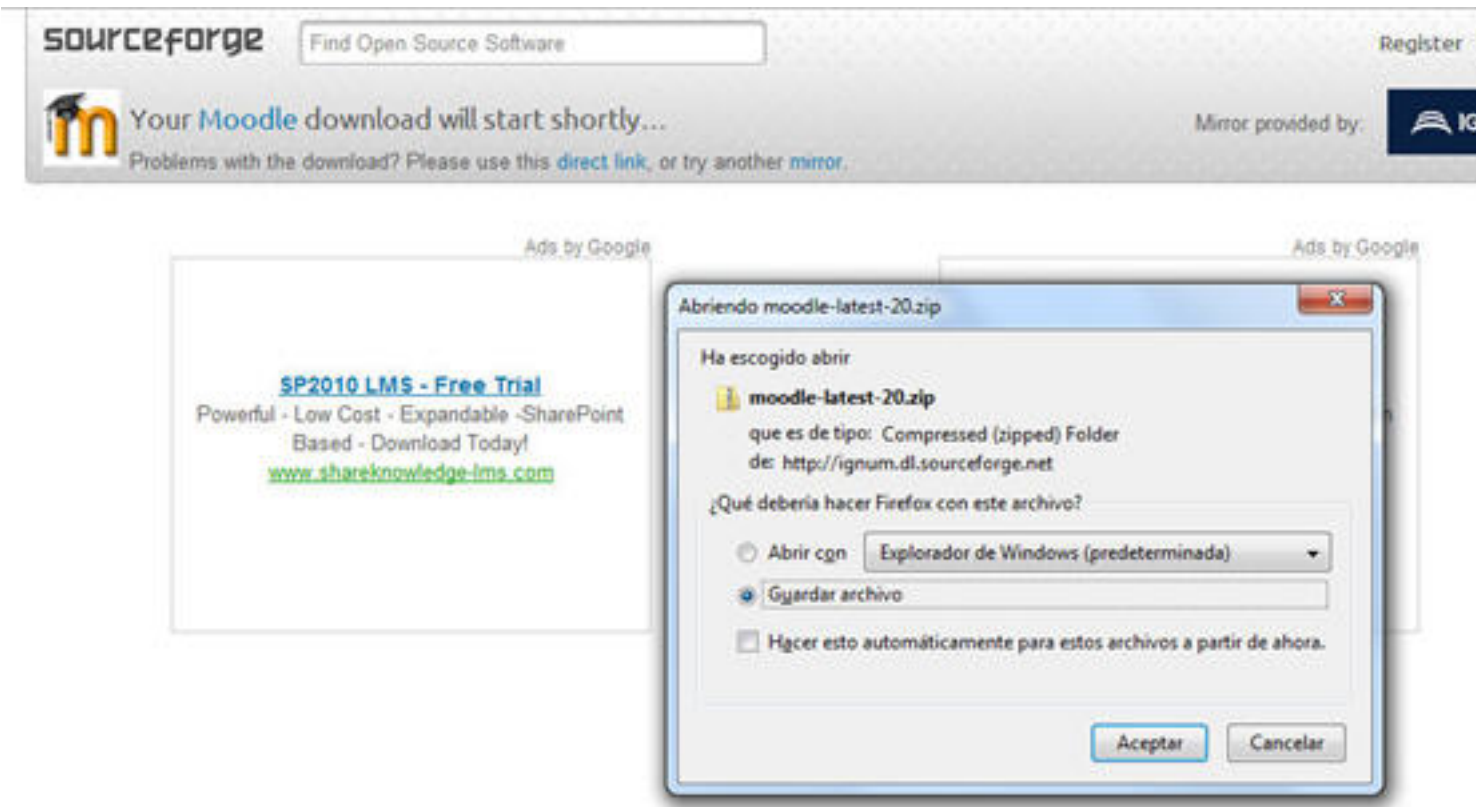 sourceforge
Find Open Source Software
Register
Your Moodle download will start shortly...
Mirror provided by:
Problems with the download? Please use this direct link, or try another mirror.
Ads by Google
Ads by Google
SP2010 LMS - Free Trial
Powerful - Low Cost - Expandable -SharePoint
Based - Download Today!
www.shareknowledge-lms.com
Abriendo moodle-latest-20.zip
Ha escogido abrir
moodle-latest-20.zip
que es de tipo: Compressed (zipped) Folder
de: http://ignum.dl.sourceforge.net
¿Qué debería hacer Firefox con este archivo?
Abrir con
Explorador de Windows (predeterminada)
Guardar archivo
Hacer esto automáticamente para estos archivos a partir de ahora.
Aceptar
Cancelar